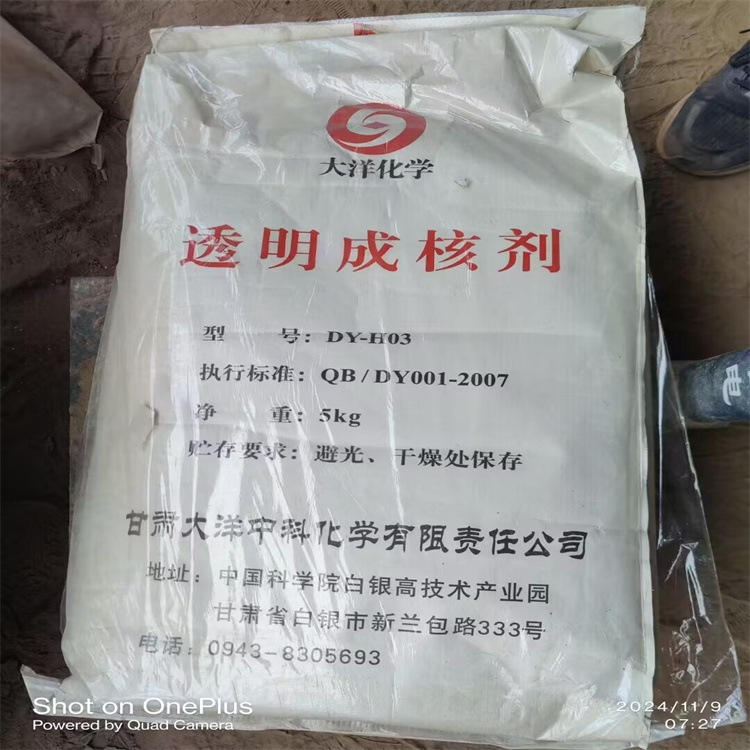 大洋化学
透明成核剂
型 号: DY-H03
执行标准: QB/DY001-2007
净 重: 5kg
贮存要求: 避光、干燥处保存
甘肃大洋中科化学有限责任公司
地址: 中国科学院白银高技术产业园
甘肃省白银市新兰包路333号
电话: 0943-8305693
电
Shot on OnePlus
Powered by Quad Camera
2024/11/9
07:27